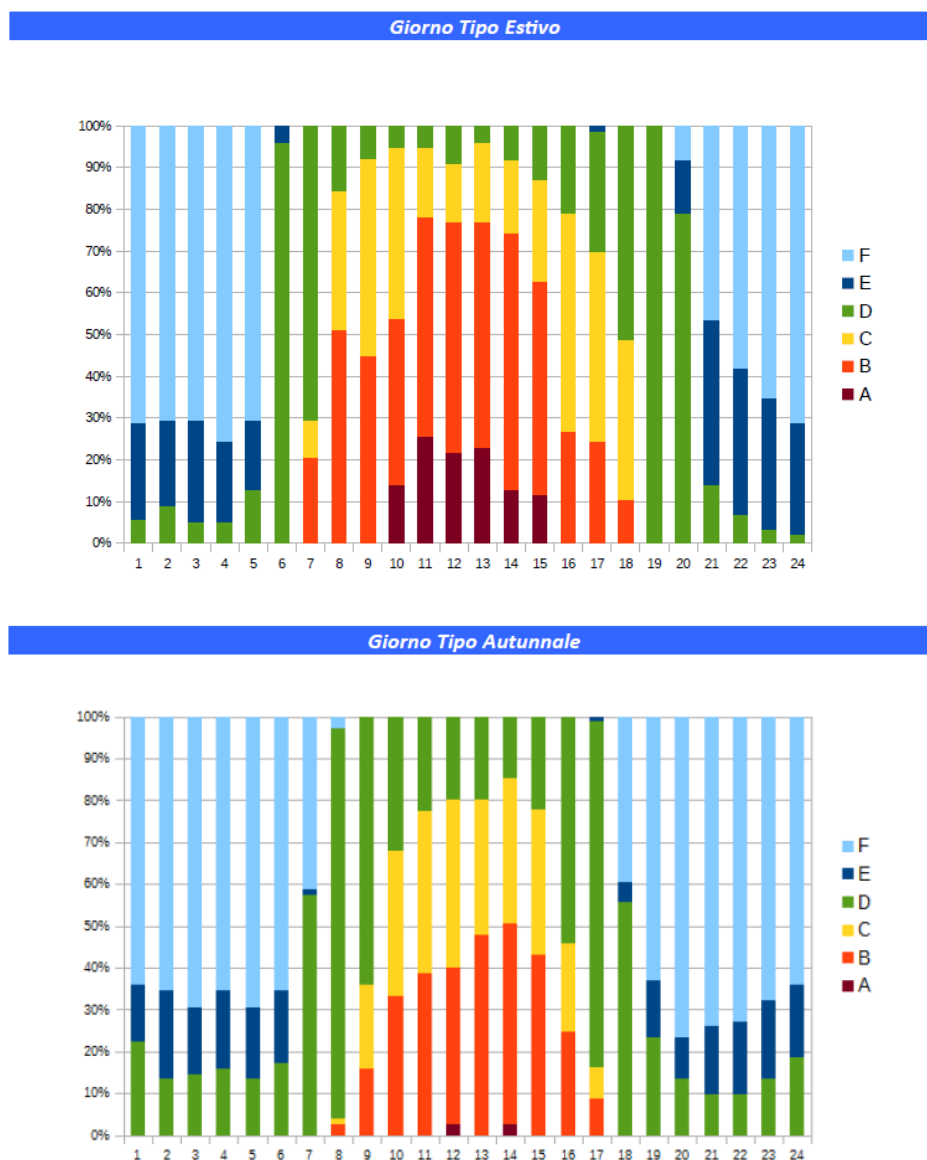 Giorno Tipo Estivo
100%
90%
80%
70%
60%
50%
40%
30%
20%
10%
0%
1 2 3 4 5 6 7 8 9 10 11 12 13 14 15 16 17 18 19 20 21 22 23 24
F
E
D
C
B
A
Giorno Tipo Autunnale
100%
90%
80%
70%
60%
50%
40%
30%
20%
10%
0%
1 2 3 4 5 6 7 8 9 10 11 12 13 14 15 16 17 18 19 20 21 22 23 24
F
E
D
C
B
A